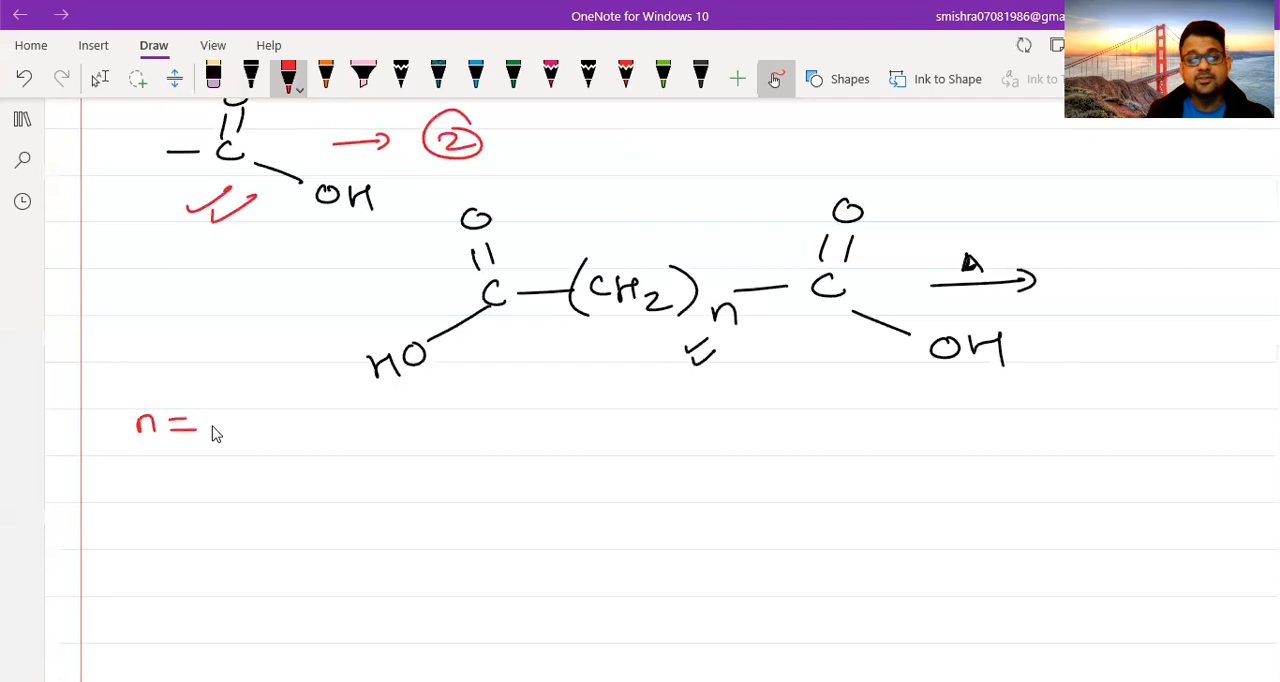 OneNote for Windows 10
smishra07081986@gma
Home Insert Draw View Help
Shapes
Ink to Shape
Ink to
O
— C → 2
OH
O O
C — (CH2)n — C Δ →
HO OH
n =